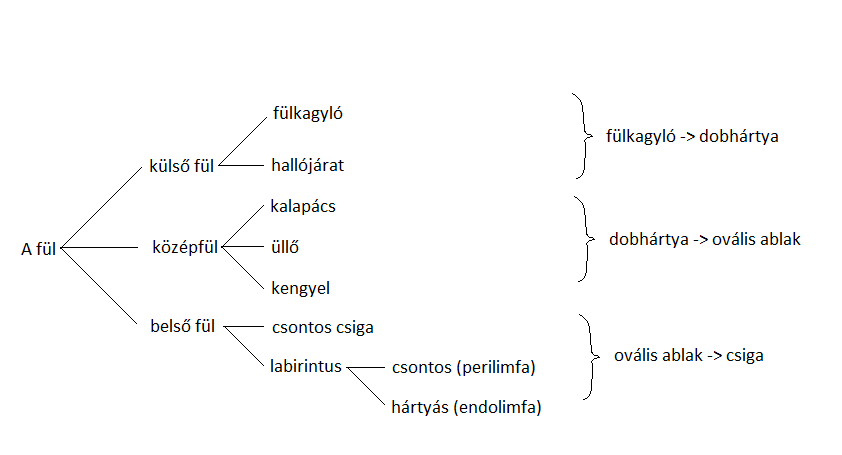 fülkagyló
fülkagyló -> dobhártya
külső fül
hallójárat
kalapács
A fül
középfül
üllő
dobhártya -> ovális ablak
kengyel
belső fül
csontos csiga
ovális ablak -> csiga
labirintus
csontos (perilimfa)
hártyás (endolimfa)